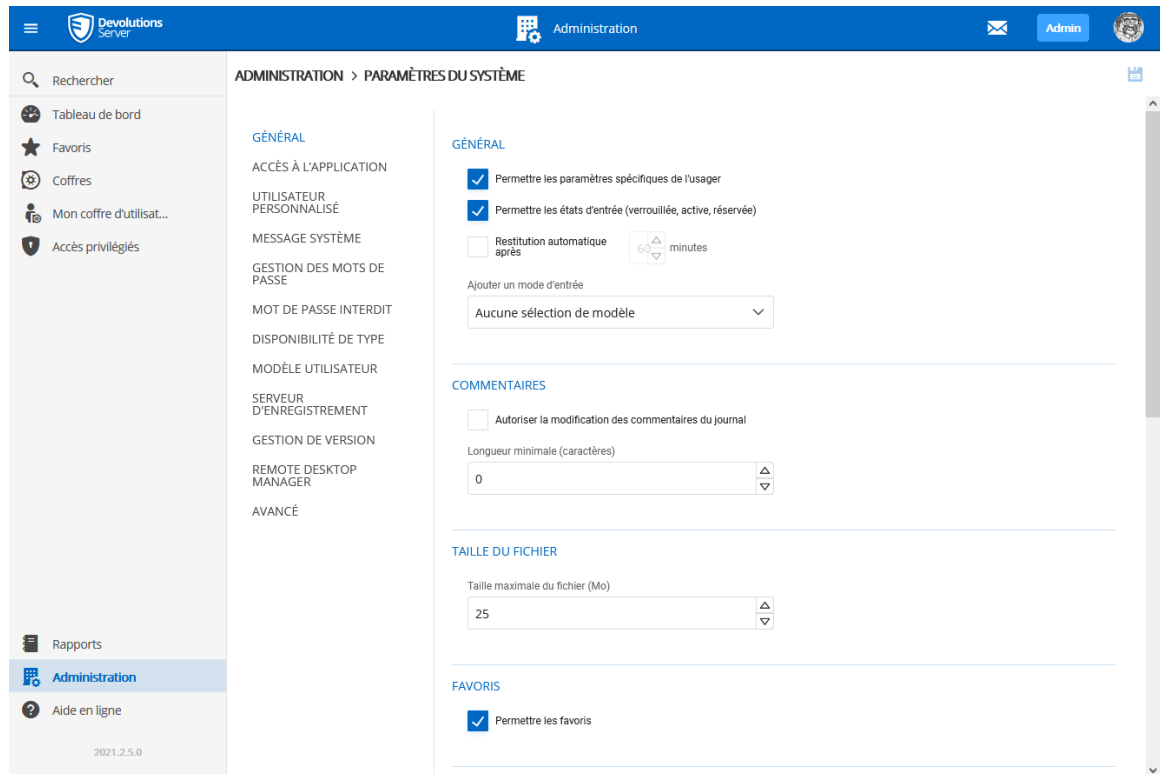 Devolutions
Server
Administration
Admin
Rechercher
Tableau de bord
Favoris
Coffres
Mon coffre d'utilisat...
Accès privilégiés
Rapports
Administration
Aide en ligne
2021.2.5.0
ADMINISTRATION > PARAMÈTRES DU SYSTÈME
GÉNÉRAL
ACCÈS À L'APPLICATION
UTILISATEUR
PERSONNALISÉ
MESSAGE SYSTÈME
GESTION DES MOTS DE
PASSE
MOT DE PASSE INTERDIT
DISPONIBILITÉ DE TYPE
MODÈLE UTILISATEUR
SERVEUR
D'ENREGISTREMENT
GESTION DE VERSION
REMOTE DESKTOP
MANAGER
AVANCÉ
GÉNÉRAL
Permettre les paramètres spécifiques de l'usager
Permettre les états d'entrée (verrouillée, active, réservée)
Restitution automatique
après
60
minutes
Ajouter un mode d'entrée
Aucune sélection de modèle
COMMENTAIRES
Autoriser la modification des commentaires du journal
Longueur minimale (caractères)
0
TAILLE DU FICHIER
Taille maximale du fichier (Mo)
25
FAVORIS
Permettre les favoris